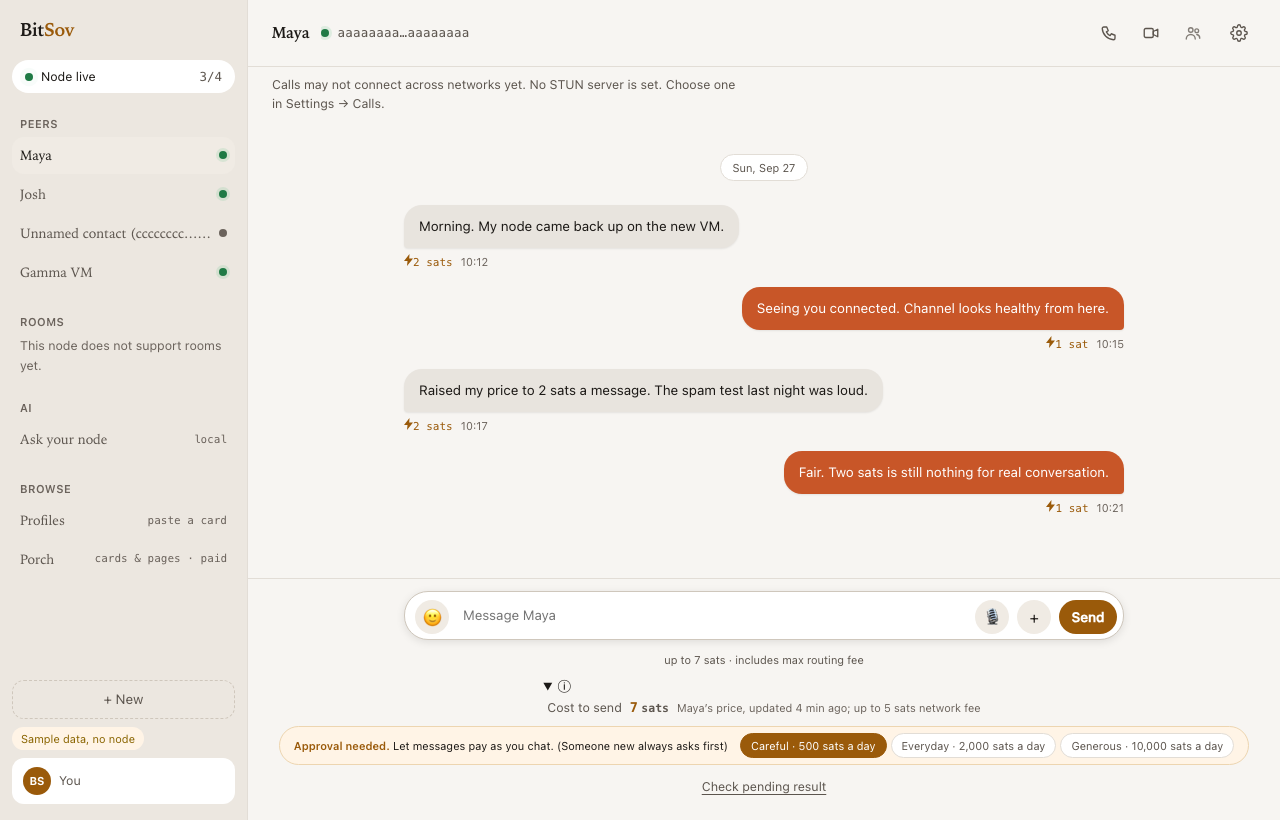 BitSov
Node live 3/4
PEERS
Maya
Josh
Unnamed contact (cccccccc……
Gamma VM
ROOMS
This node does not support rooms
yet.
AI
Ask your node local
BROWSE
Profiles paste a card
Porch cards & pages · paid
+ New
Sample data, no node
BS You
Maya aaaaaaaa…aaaaaaaa
Calls may not connect across networks yet. No STUN server is set. Choose one
in Settings → Calls.
Sun, Sep 27
Morning. My node came back up on the new VM.
2 sats 10:12
Seeing you connected. Channel looks healthy from here.
1 sat 10:15
Raised my price to 2 sats a message. The spam test last night was loud.
2 sats 10:17
Fair. Two sats is still nothing for real conversation.
1 sat 10:21
Message Maya + Send
up to 7 sats · includes max routing fee
▼ ⓘ
Cost to send 7 sats Maya's price, updated 4 min ago; up to 5 sats network fee
Approval needed. Let messages pay as you chat. (Someone new always asks first) Careful · 500 sats a day Everyday · 2,000 sats a day Generous · 10,000 sats a day
Check pending result